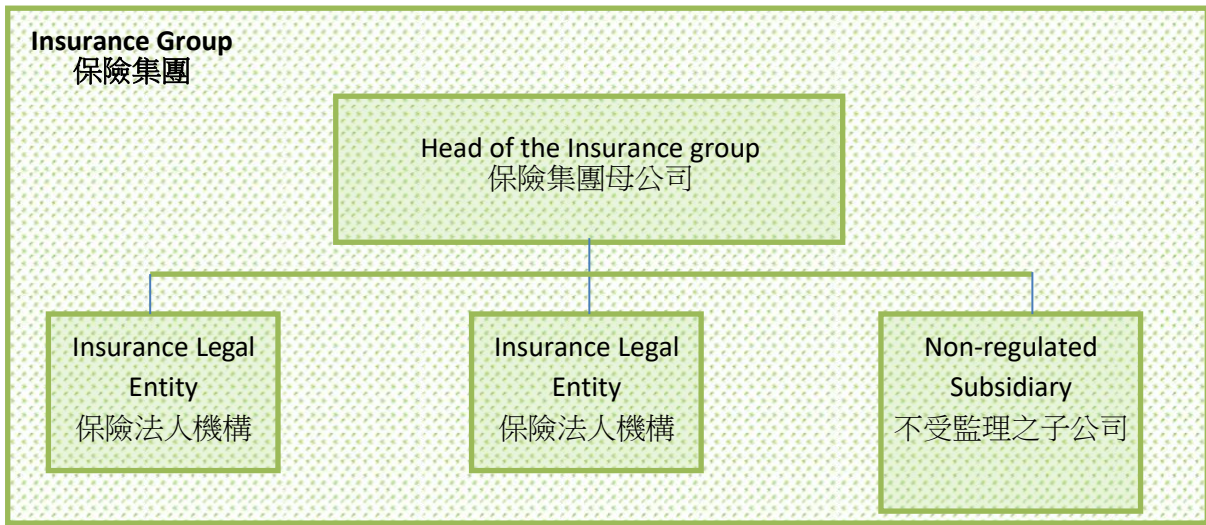 Insurance Group
保險集團
Head of the Insurance group
保險集團母公司
Insurance Legal
Entity
保險法人機構
Insurance Legal
Entity
保險法人機構
Non-regulated
Subsidiary
不受監理之子公司